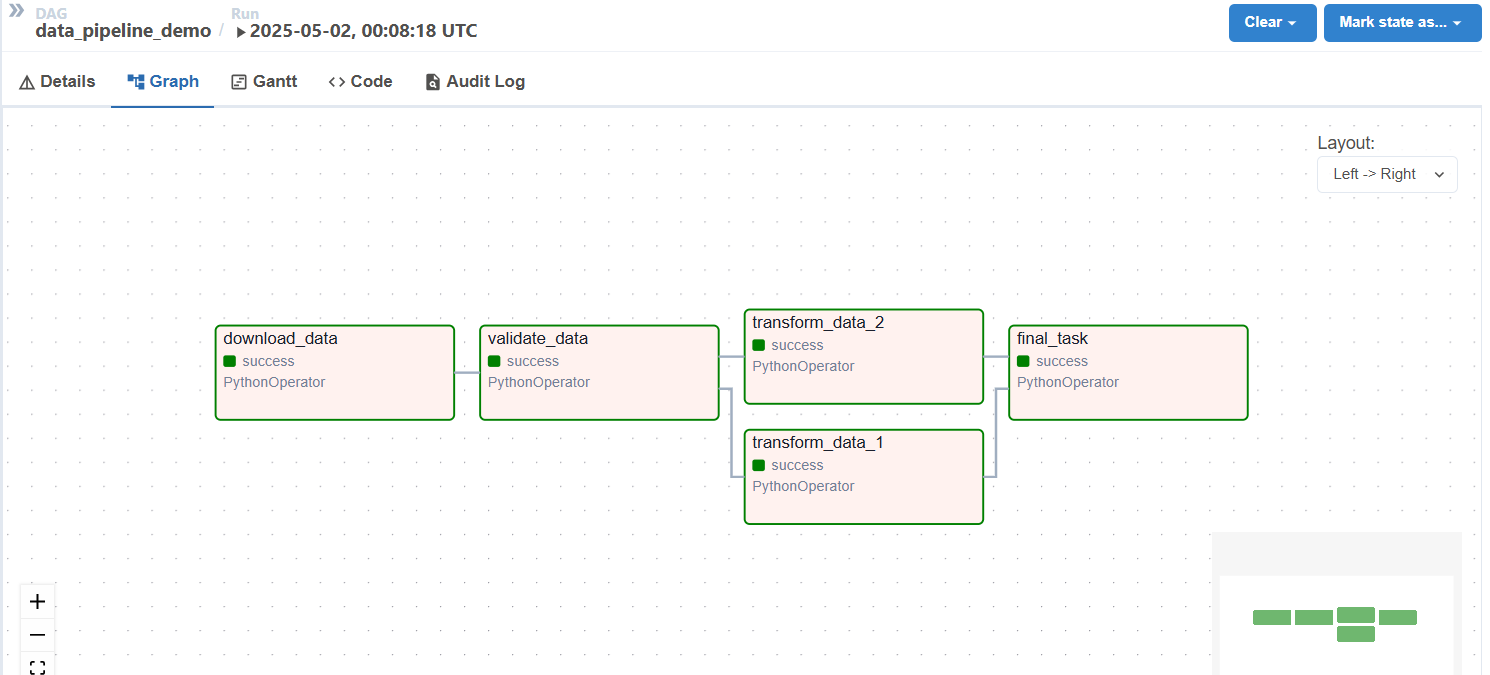 DAG
data_pipeline_demo / 
Run
2025-05-02, 00:08:18 UTC
Clear
Mark state as...
Details
Graph
Gantt
Code
Audit Log
Layout:
Left -> Right
download_data
success
PythonOperator
validate_data
success
PythonOperator
transform_data_2
success
PythonOperator
transform_data_1
success
PythonOperator
final_task
success
PythonOperator